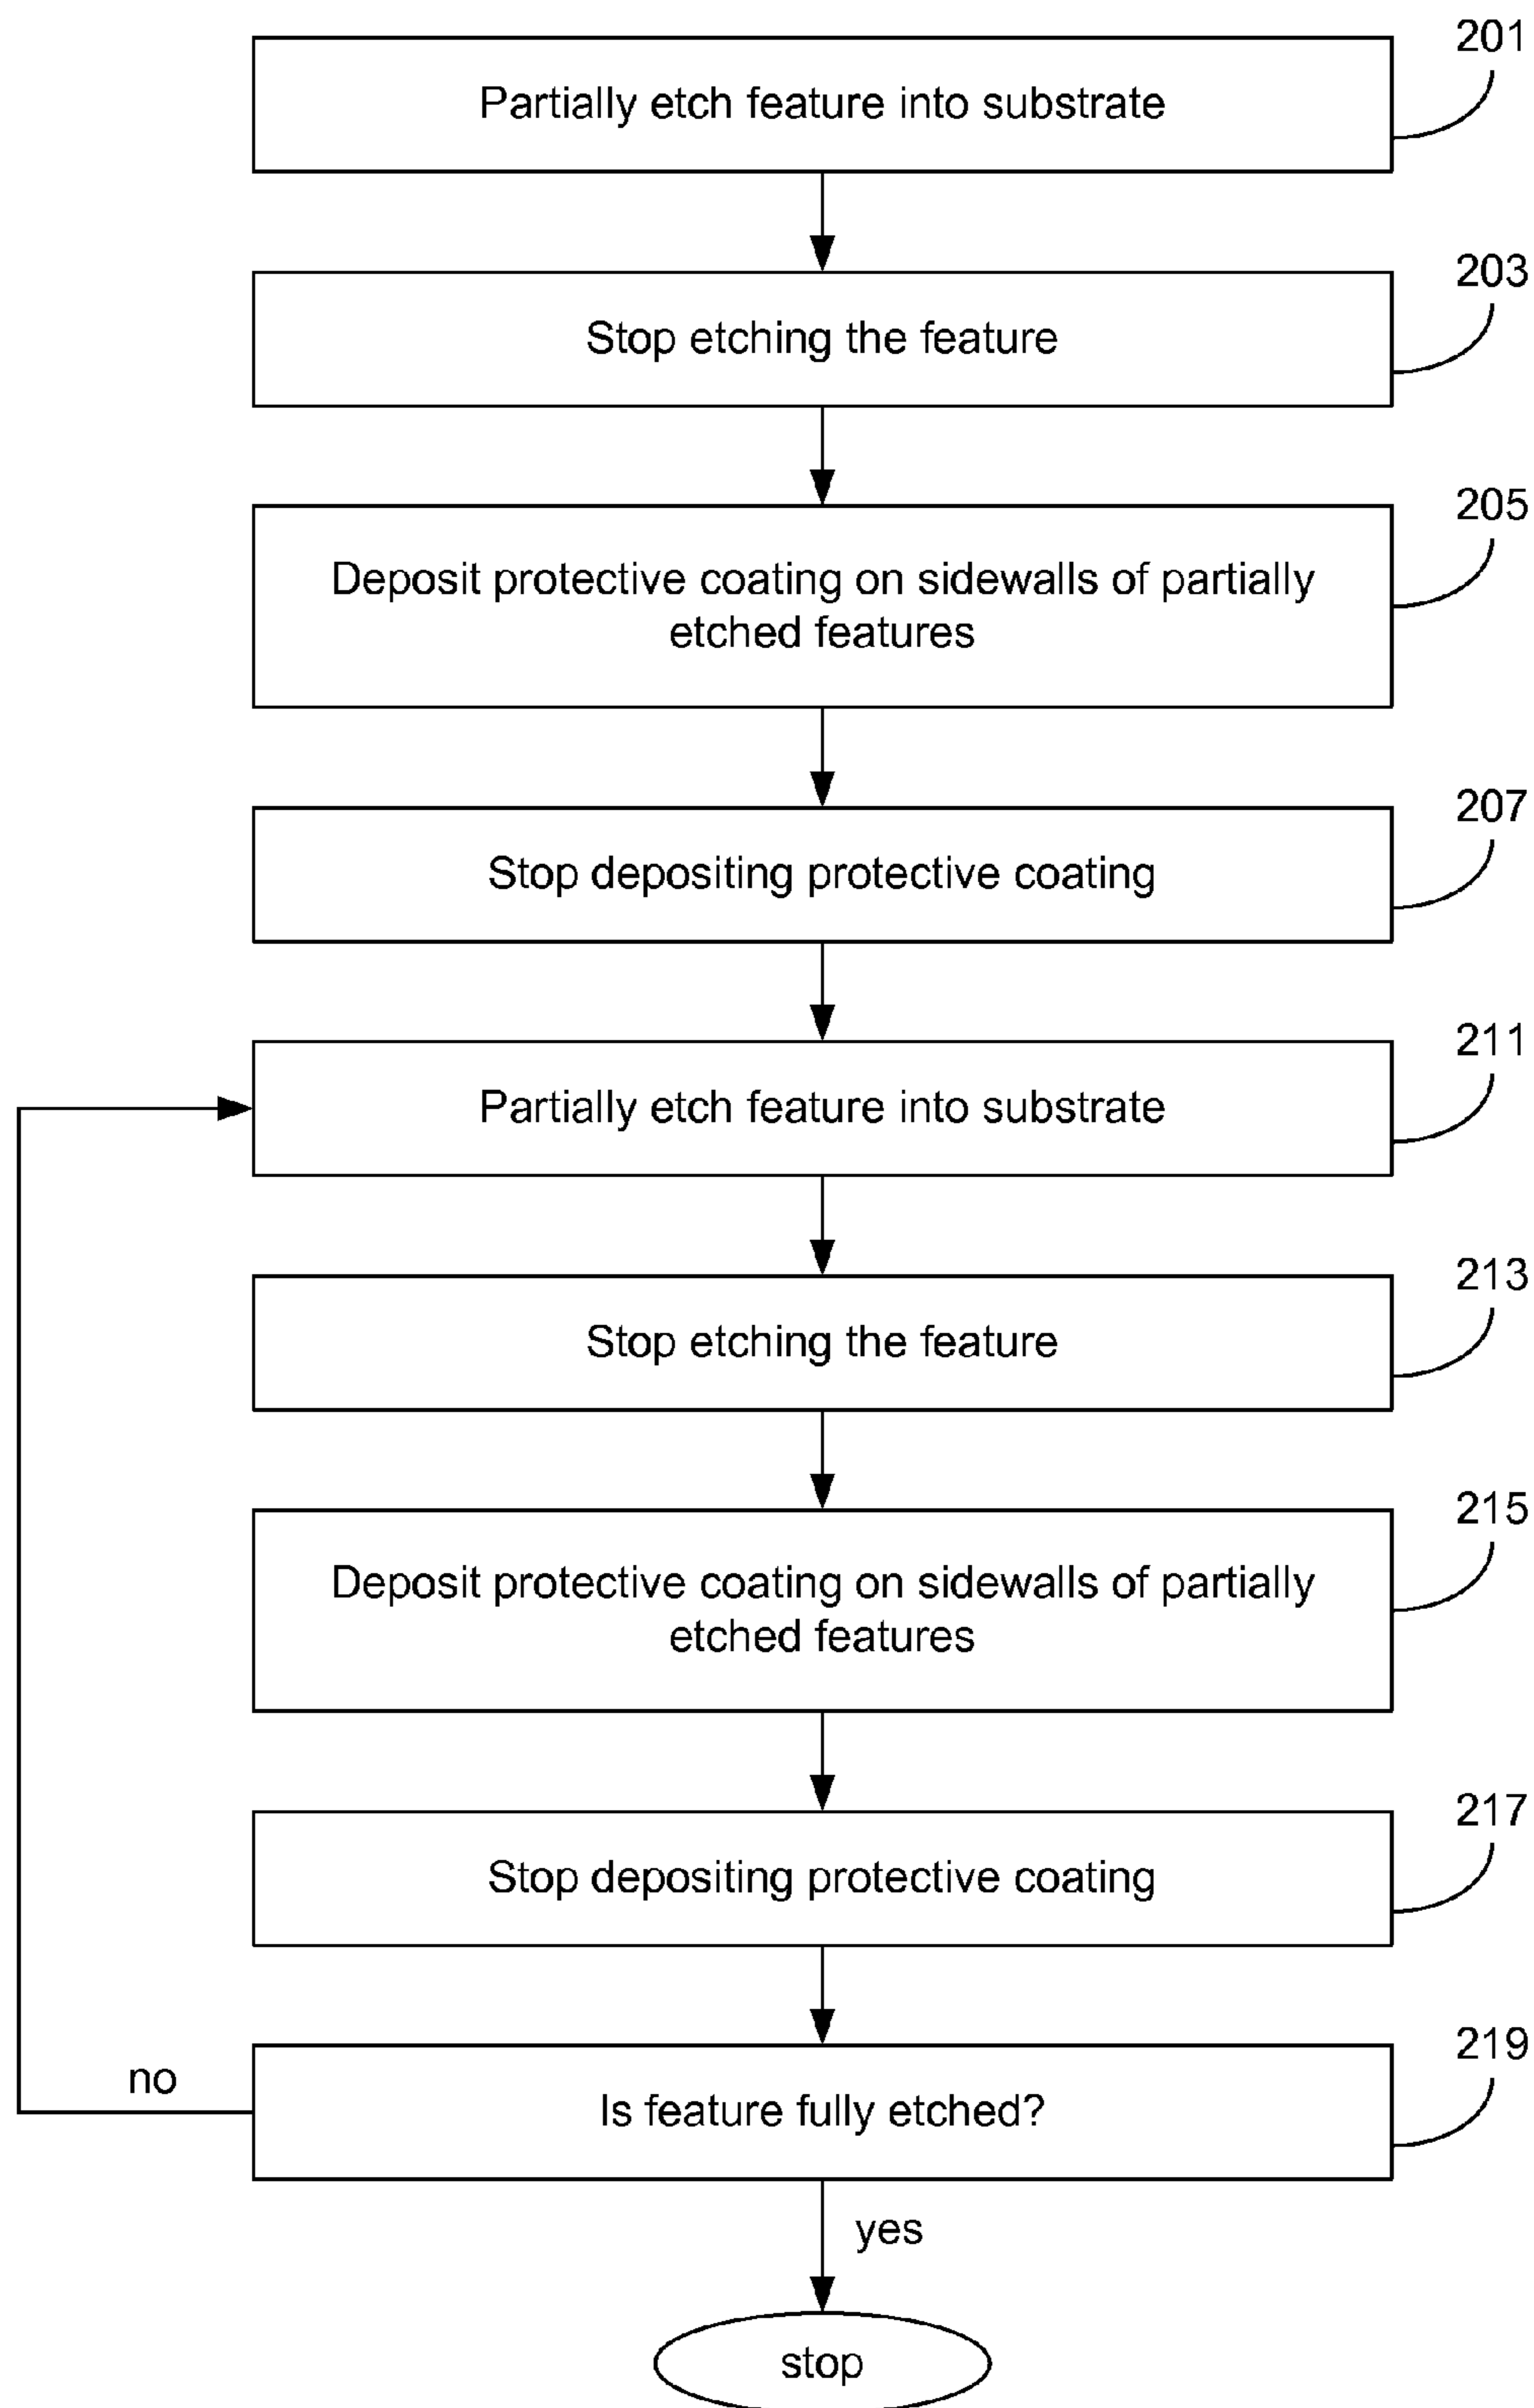 201
Partially etch feature into substrate
203
Stop etching the feature
205
Deposit protective coating on sidewalls of partially
etched features
207
Stop depositing protective coating
211
Partially etch feature into substrate
213
Stop etching the feature
215
Deposit protective coating on sidewalls of partially
etched features
217
Stop depositing protective coating
219
no
Is feature fully etched?
yes
stop